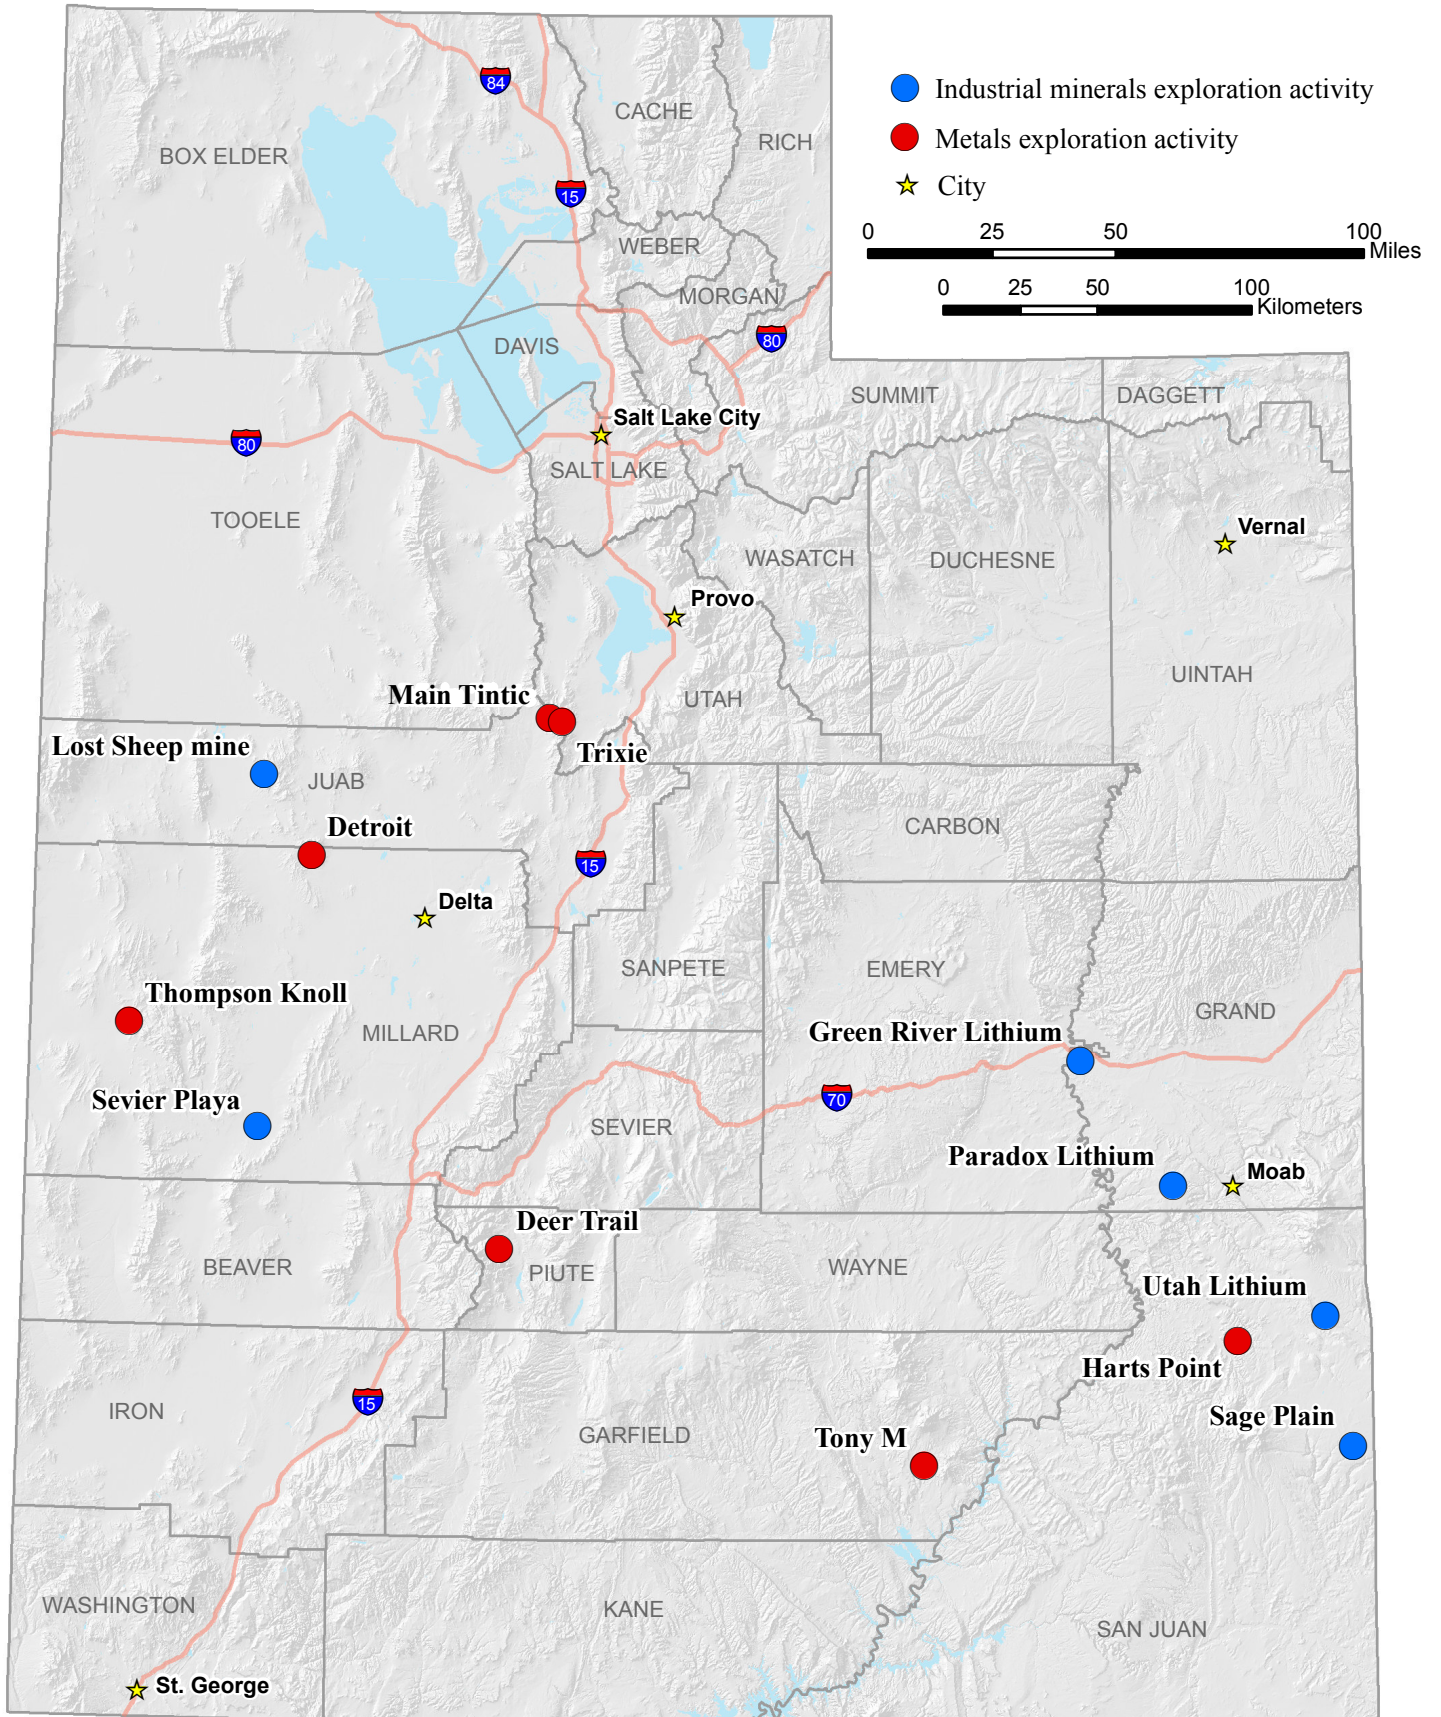 84
CACHE
Industrial minerals exploration activity
RICH
Metals exploration activity
BOX ELDER
City
15
0 25 50 100
Miles
WEBER
0 25 50 100
Kilometers
MORGAN
80
DAVIS
SUMMIT
DAGGETT
Salt Lake City
80
SALT LAKE
TOOELE
Vernal
WASATCH
DUCHESNE
Provo
UINTAH
Main Tintic
UTAH
Trixie
Lost Sheep mine
JUAB
Detroit
CARBON
15
Delta
SANPETE
EMERY
Thompson Knoll
GRAND
MILLARD
Green River Lithium
Sevier Playa
70
SEVIER
Paradox Lithium
Moab
Deer Trail
BEAVER
PIUTE
WAYNE
Utah Lithium
Harts Point
15
IRON
Sage Plain
GARFIELD
Tony M
WASHINGTON
KANE
SAN JUAN
St. George